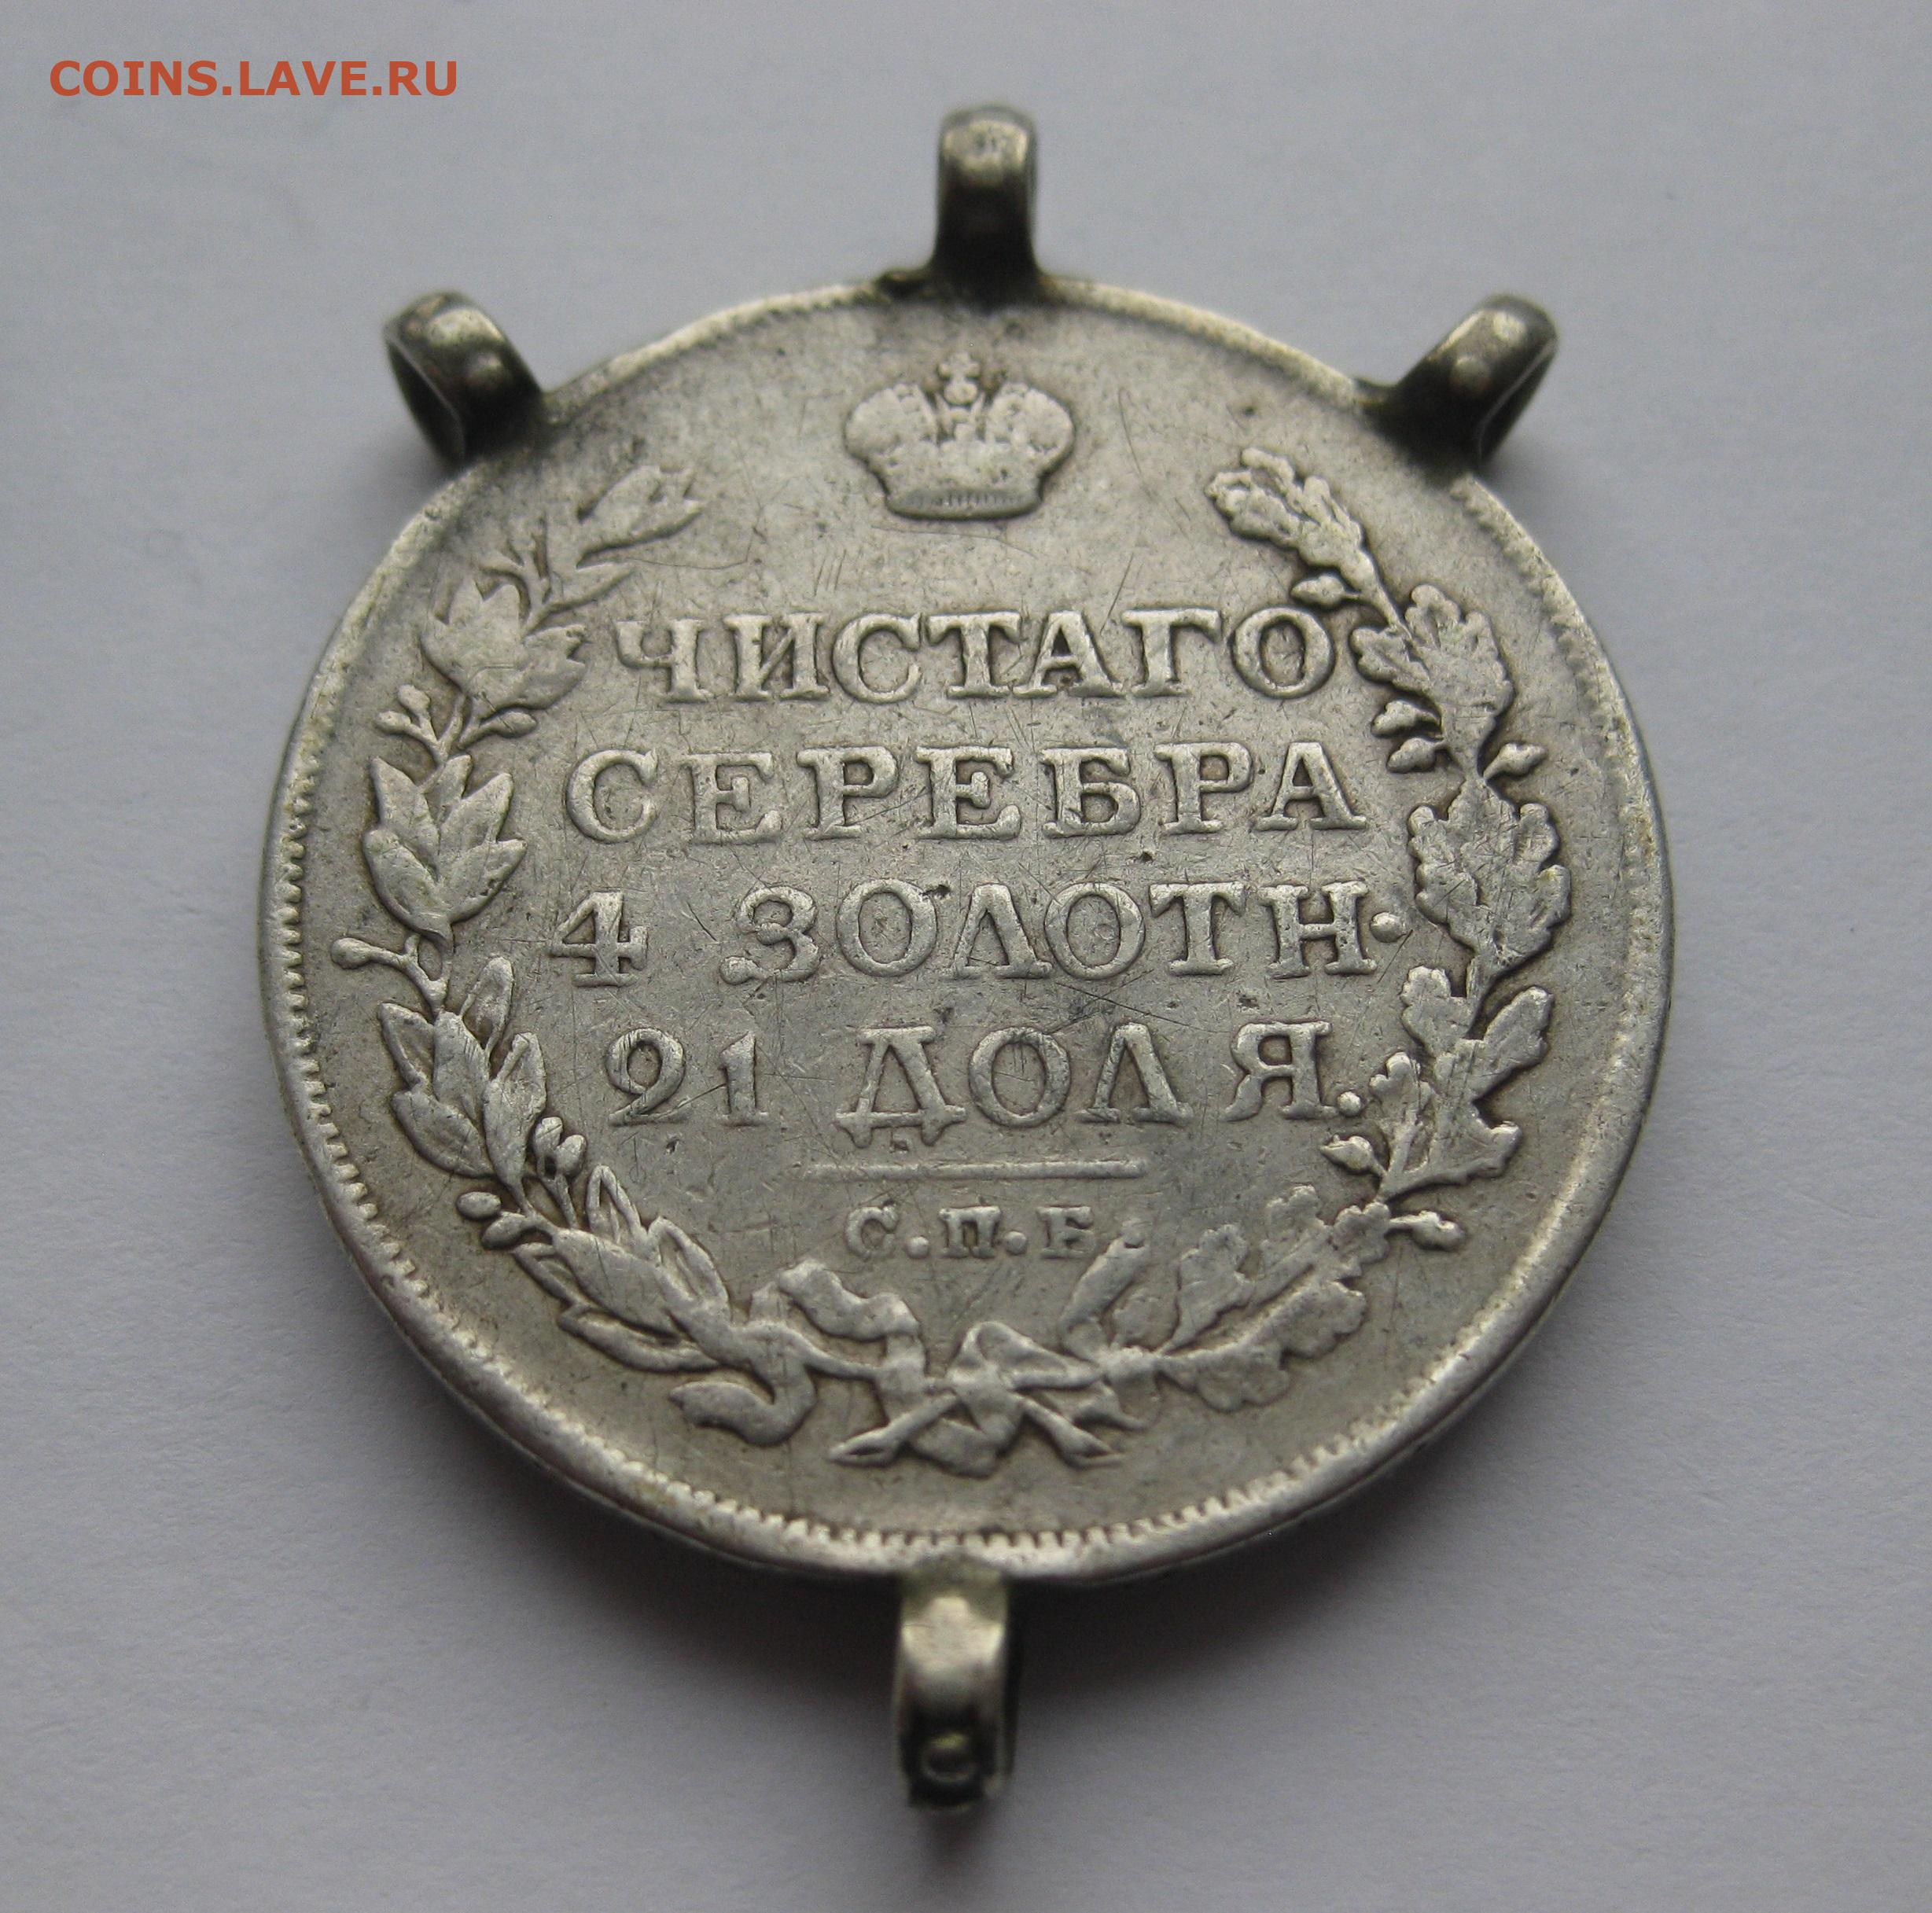 COINS.LAVE.RU
ЧИСТАГО
СЕРЕБРА
4 ЗОЛОТН.
21 ДОЛЯ.
С.П.Б.